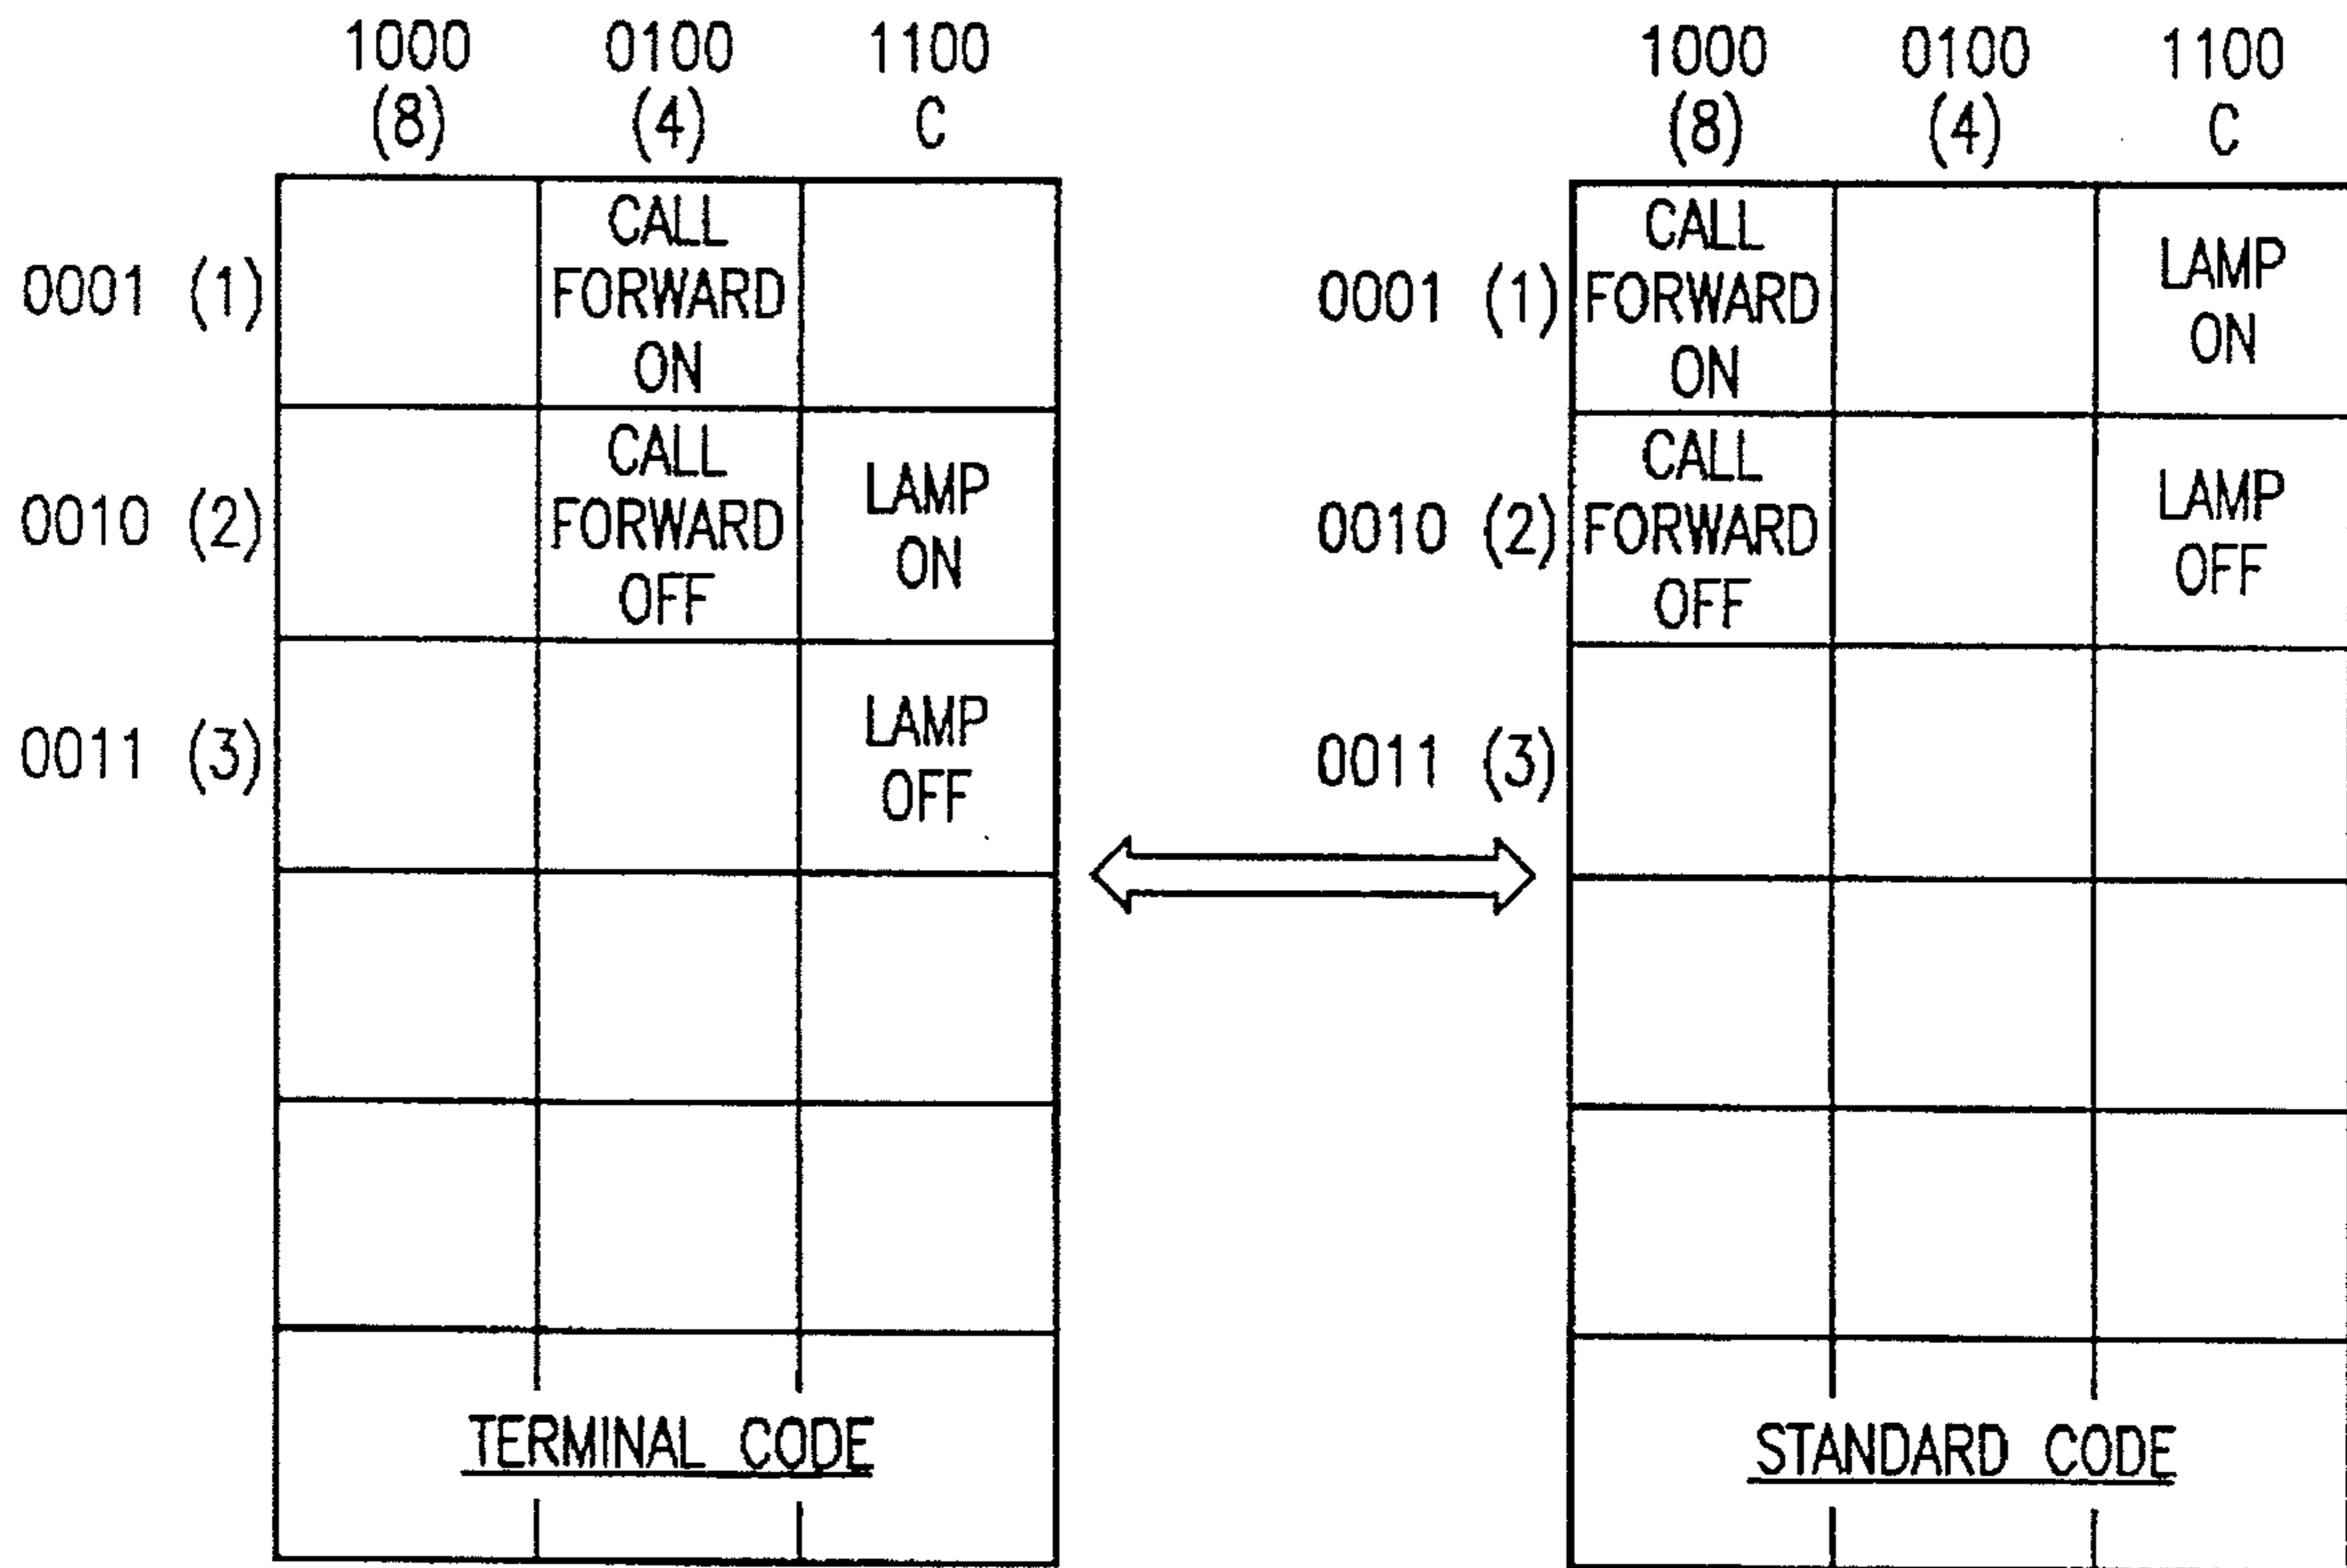 1000 0100 1100
(8) (4) C
0001 (1)
CALL
FORWARD
ON
0010 (2)
CALL
FORWARD
OFF
LAMP
ON
0011 (3)
LAMP
OFF
TERMINAL CODE
1000 0100 1100
(8) (4) C
0001 (1)
CALL
FORWARD
ON
LAMP
ON
0010 (2)
CALL
FORWARD
OFF
LAMP
OFF
0011 (3)
STANDARD CODE